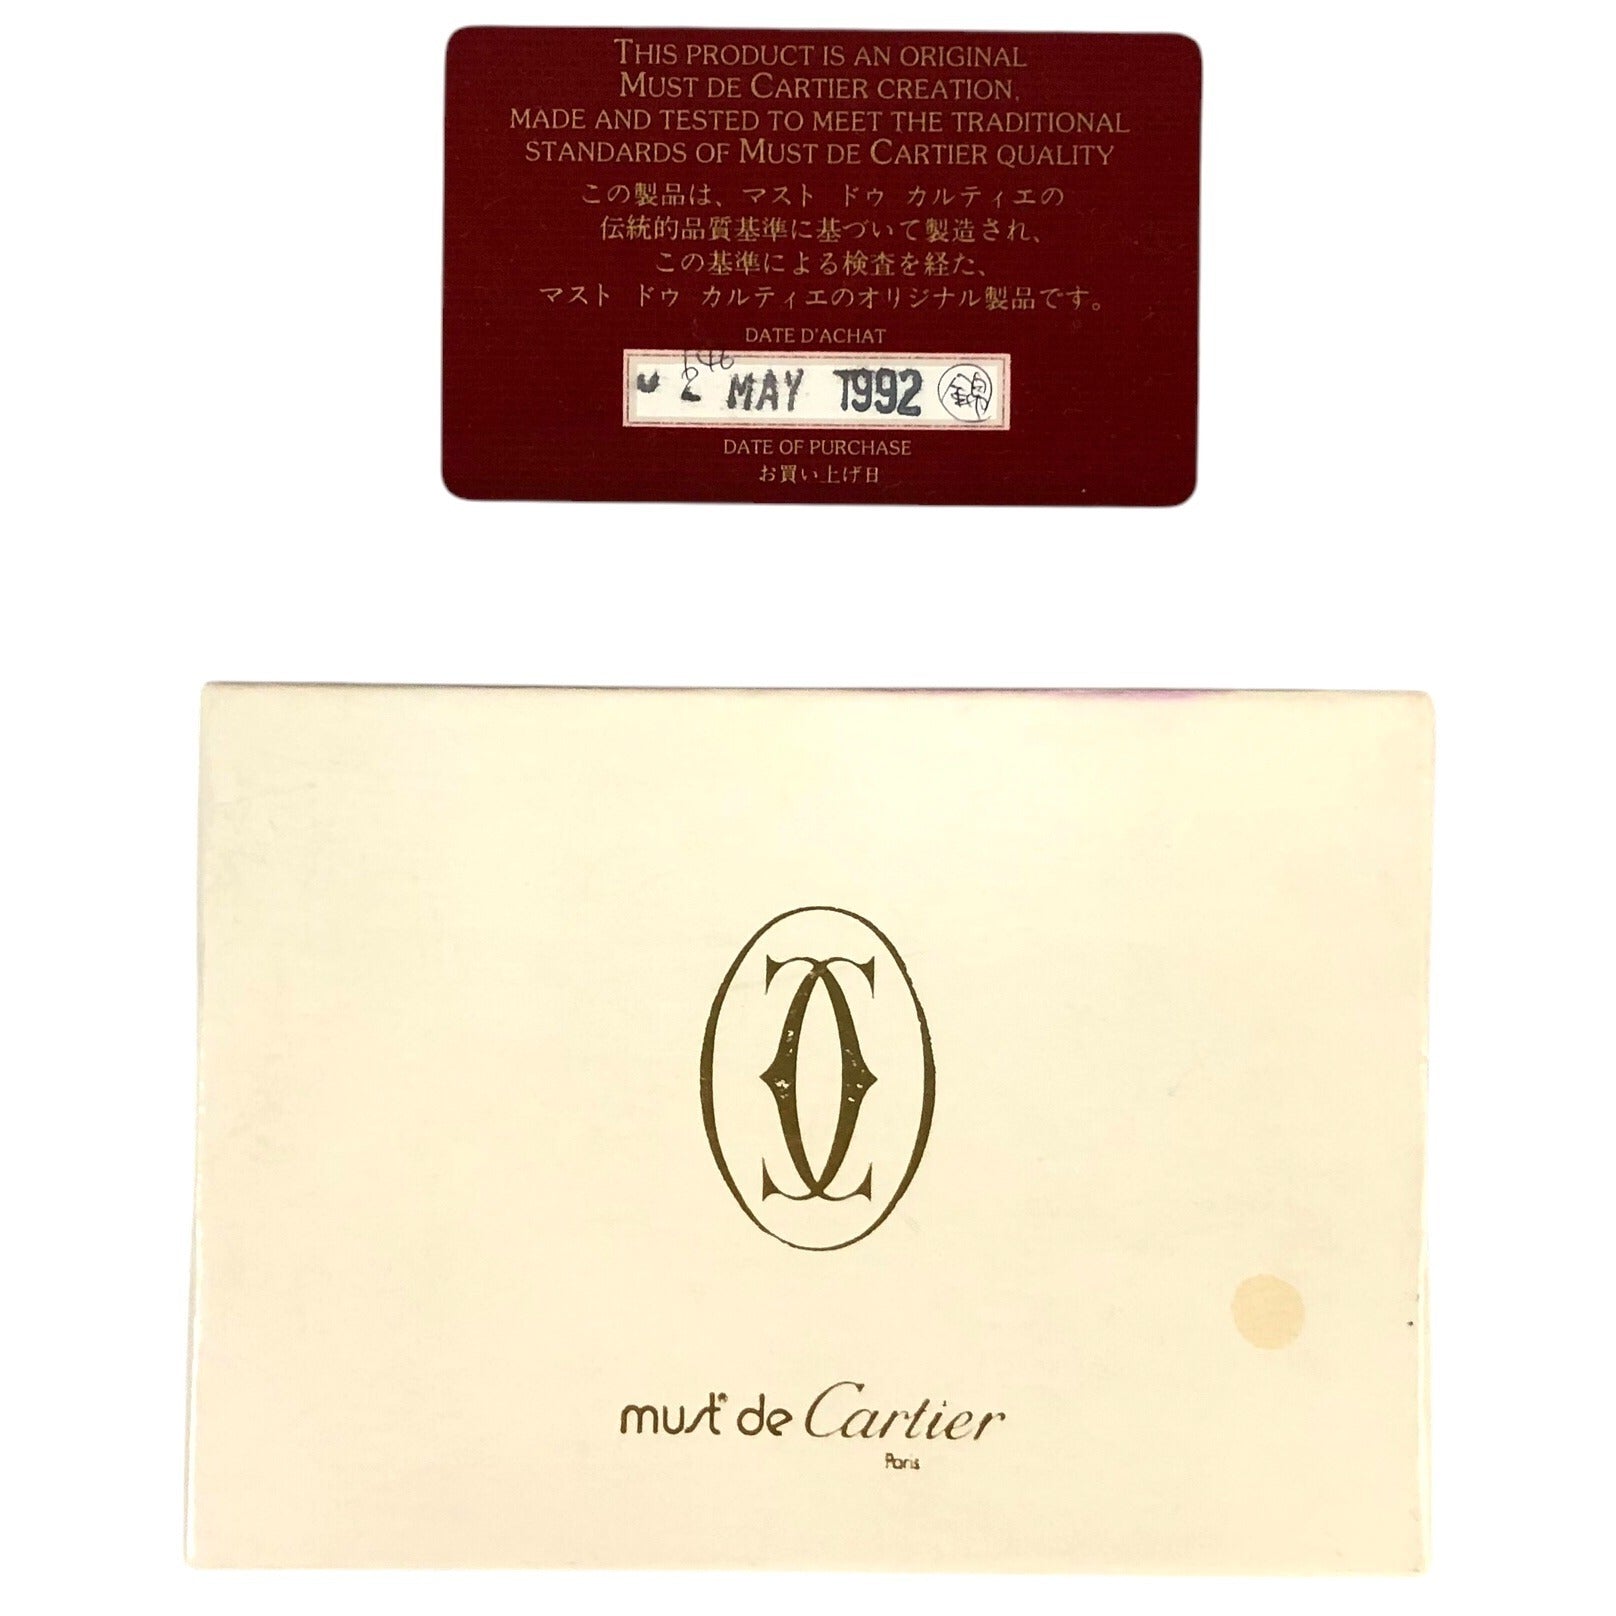 THIS PRODUCT IS AN ORIGINAL
MUST DE CARTIER CREATION,
MADE AND TESTED TO MEET THE TRADITIONAL
STANDARDS OF MUST DE CARTIER QUALITY
この製品は、マスト ドゥ カルティエの
伝統的品質基準に基づいて製造され、
この基準による検査を経た、
マスト ドゥ カルティエのオリジナル製品です。
DATE D'ACHAT
2 MAY 1992
DATE OF PURCHASE
お買い上げ日
must de Cartier
Paris